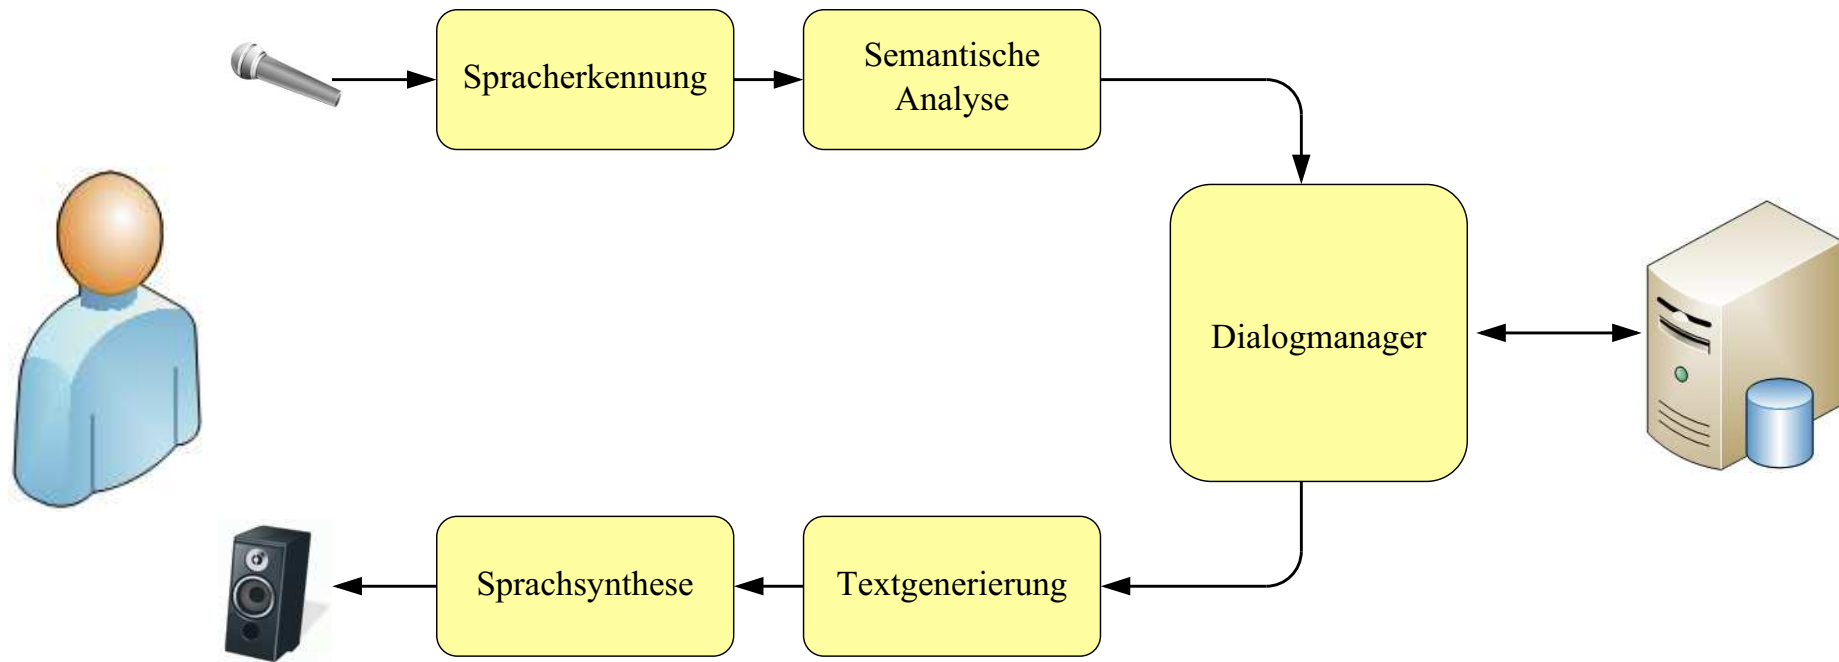 Spracherkennung
Semantische
Analyse
Dialogmanager
Sprachsynthese
Textgenerierung